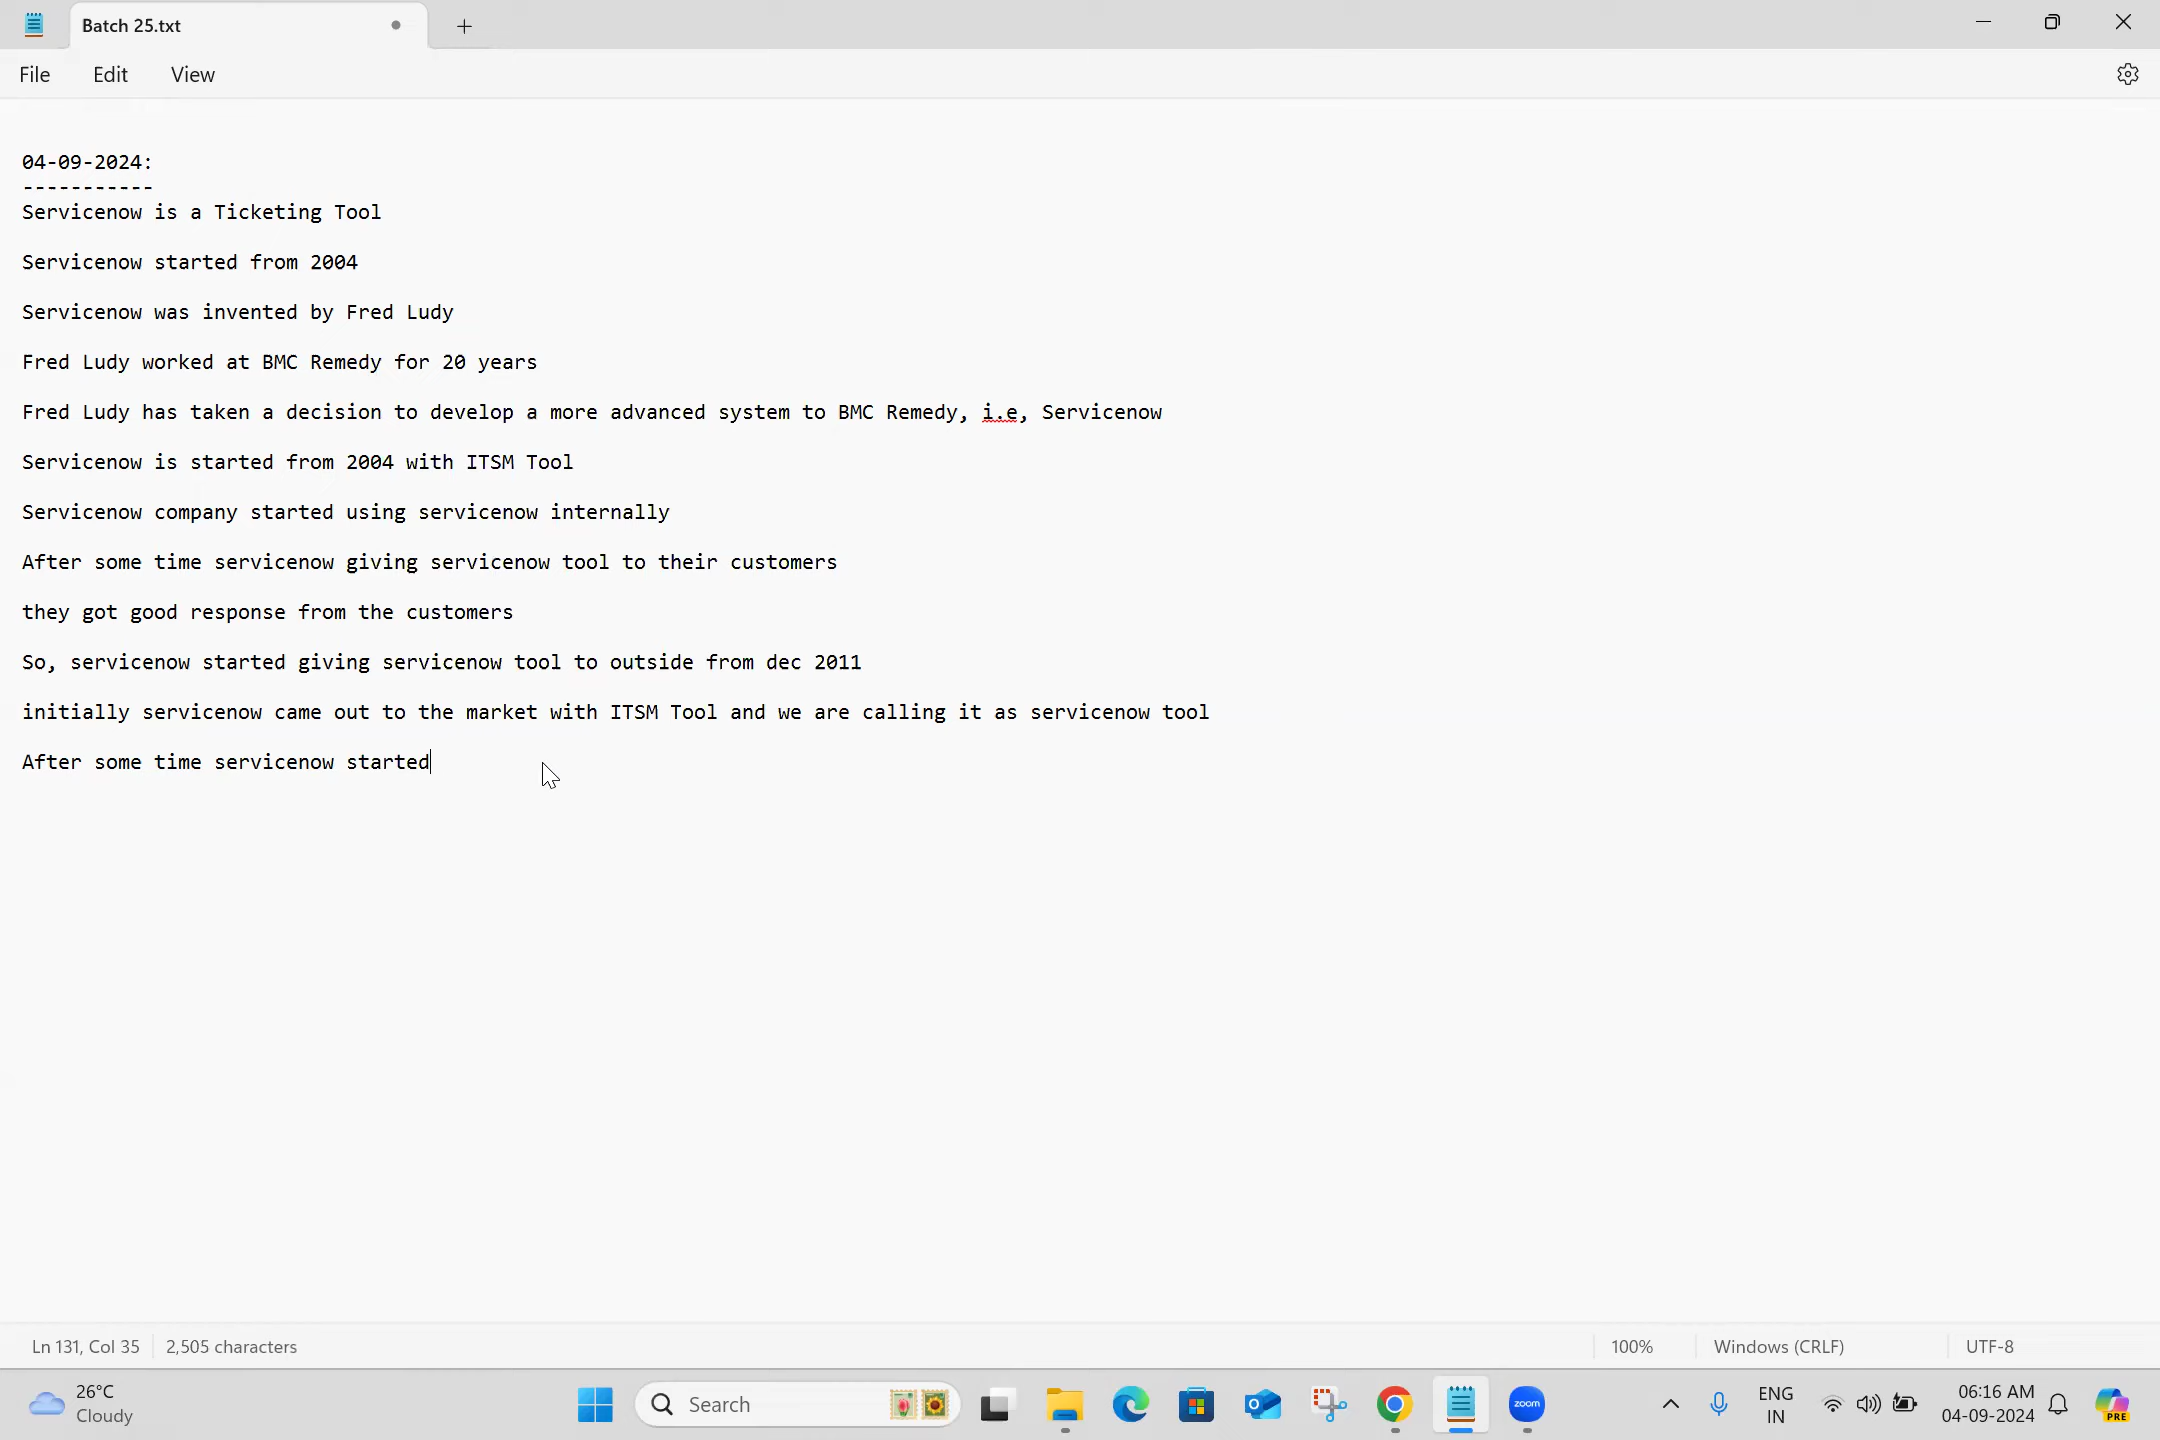 Batch 25.txt
File Edit View
04-09-2024:
-----------
Servicenow is a Ticketing Tool
Servicenow started from 2004
Servicenow was invented by Fred Ludy
Fred Ludy worked at BMC Remedy for 20 years
Fred Ludy has taken a decision to develop a more advanced system to BMC Remedy, i.e, Servicenow
Servicenow is started from 2004 with ITSM Tool
Servicenow company started using servicenow internally
After some time servicenow giving servicenow tool to their customers
they got good response from the customers
So, servicenow started giving servicenow tool to outside from dec 2011
initially servicenow came out to the market with ITSM Tool and we are calling it as servicenow tool
After some time servicenow started
Ln 131, Col 35 2,505 characters 100% Windows (CRLF) UTF-8
26°C
Cloudy
Search
zoom
ENG
IN
06:16 AM
04-09-2024
PRE